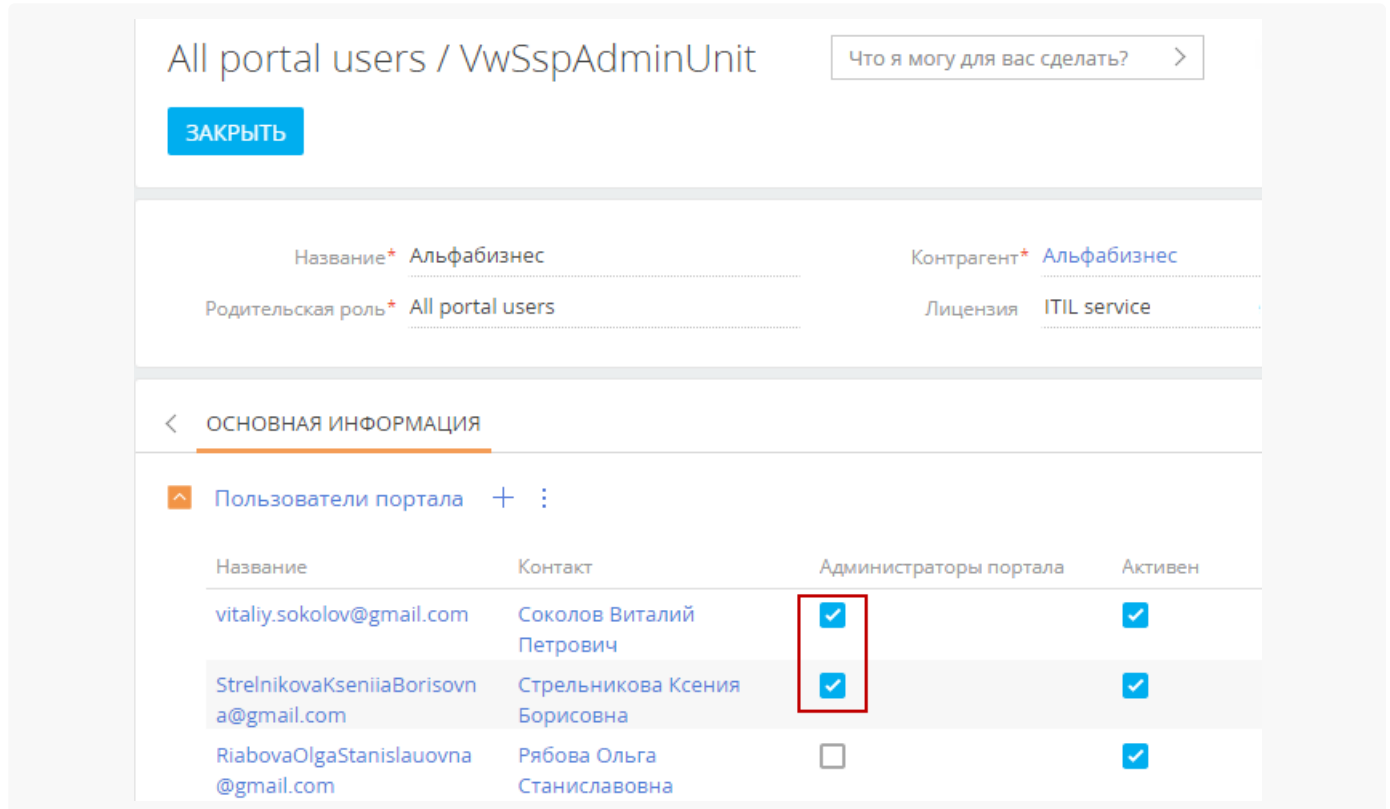 All portal users / VwSspAdminUnit
Что я могу для вас сделать?
ЗАКРЫТЬ
Название* Альфабизнес
Контрагент* Альфабизнес
Родительская роль* All portal users
Лицензия ITIL service
ОСНОВНАЯ ИНФОРМАЦИЯ
Пользователи портала
Название Контакт Администраторы портала Активен
vitaliy.sokolov@gmail.com Соколов Виталий
Петрович
StrelnikovaKseniiaBorisovn Стрельникова Ксения
a@gmail.com Борисовна
RiabovaOlgaStanislauovna Рябова Ольга
@gmail.com Станиславовна